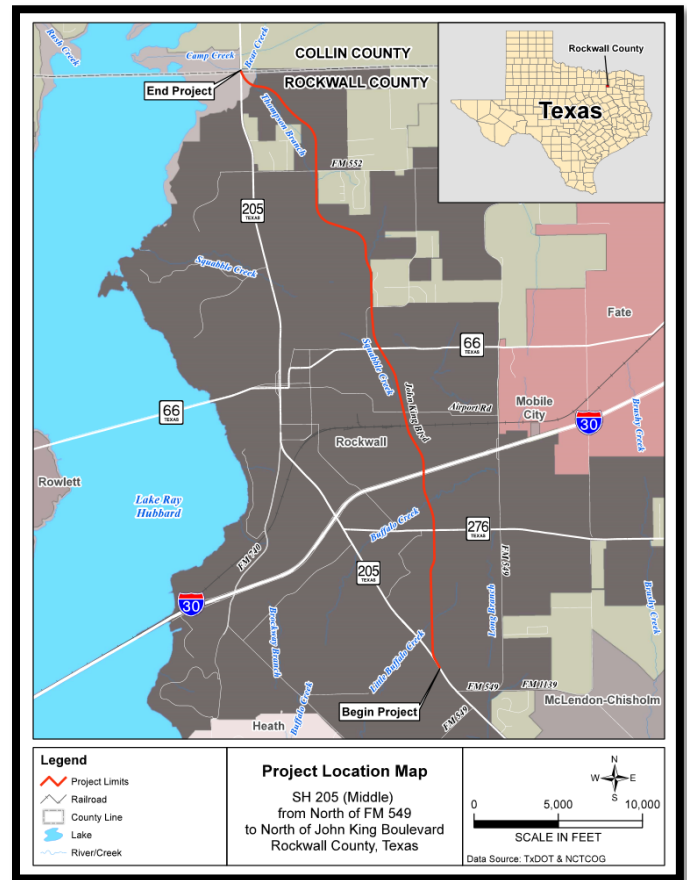 Rush Creek
Camp Creek
Bear Creek
COLLIN COUNTY
ROCKWALL COUNTY
End Project
Thompson Branch
FM 552
205
TEXAS
Squabble Creek
Rockwall County
Texas
Fate
66
TEXAS
Squabble Creek
John King Blvd
Airport Rd
Mobile
City
30
Brushy Creek
66
TEXAS
Rockwall
Rowlett
Lake Ray
Hubbard
Buffalo Creek
276
TEXAS
FM 740
205
TEXAS
FM 549
Long Branch
Brushy Creek
30
Brockway Branch
Little Buffalo Creek
Buffalo Creek
Begin Project
FM 549
FM 1139
FM 549
McLendon-Chisholm
Heath
Legend
Project Limits
Railroad
County Line
Lake
River/Creek
Project Location Map
SH 205 (Middle)
from North of FM 549
to North of John King Boulevard
Rockwall County, Texas
N
W E
S
0 5,000 10,000
SCALE IN FEET
Data Source: TxDOT & NCTCOG